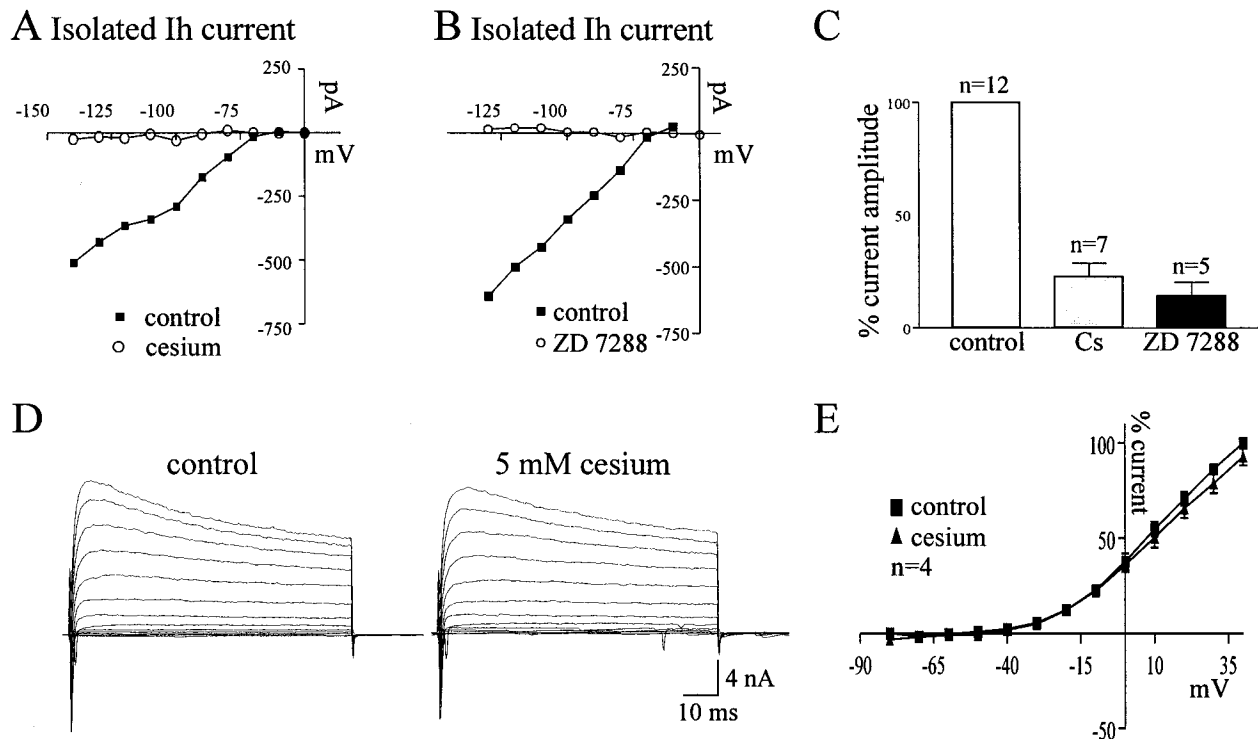 A Isolated Ih current
250
pA
-150
-125
-100
-75
mV
-250
-500
-750
control
cesium
B Isolated Ih current
250
pA
-125
-100
-75
mV
-250
-500
-750
control
ZD 7288
C
% current amplitude
100
50
0
n=12
n=7
n=5
control
Cs
ZD 7288
D
control
5 mM cesium
4 nA
10 ms
E
% current
100
50
-50
control
cesium
n=4
-90
-65
-40
-15
10
35
mV